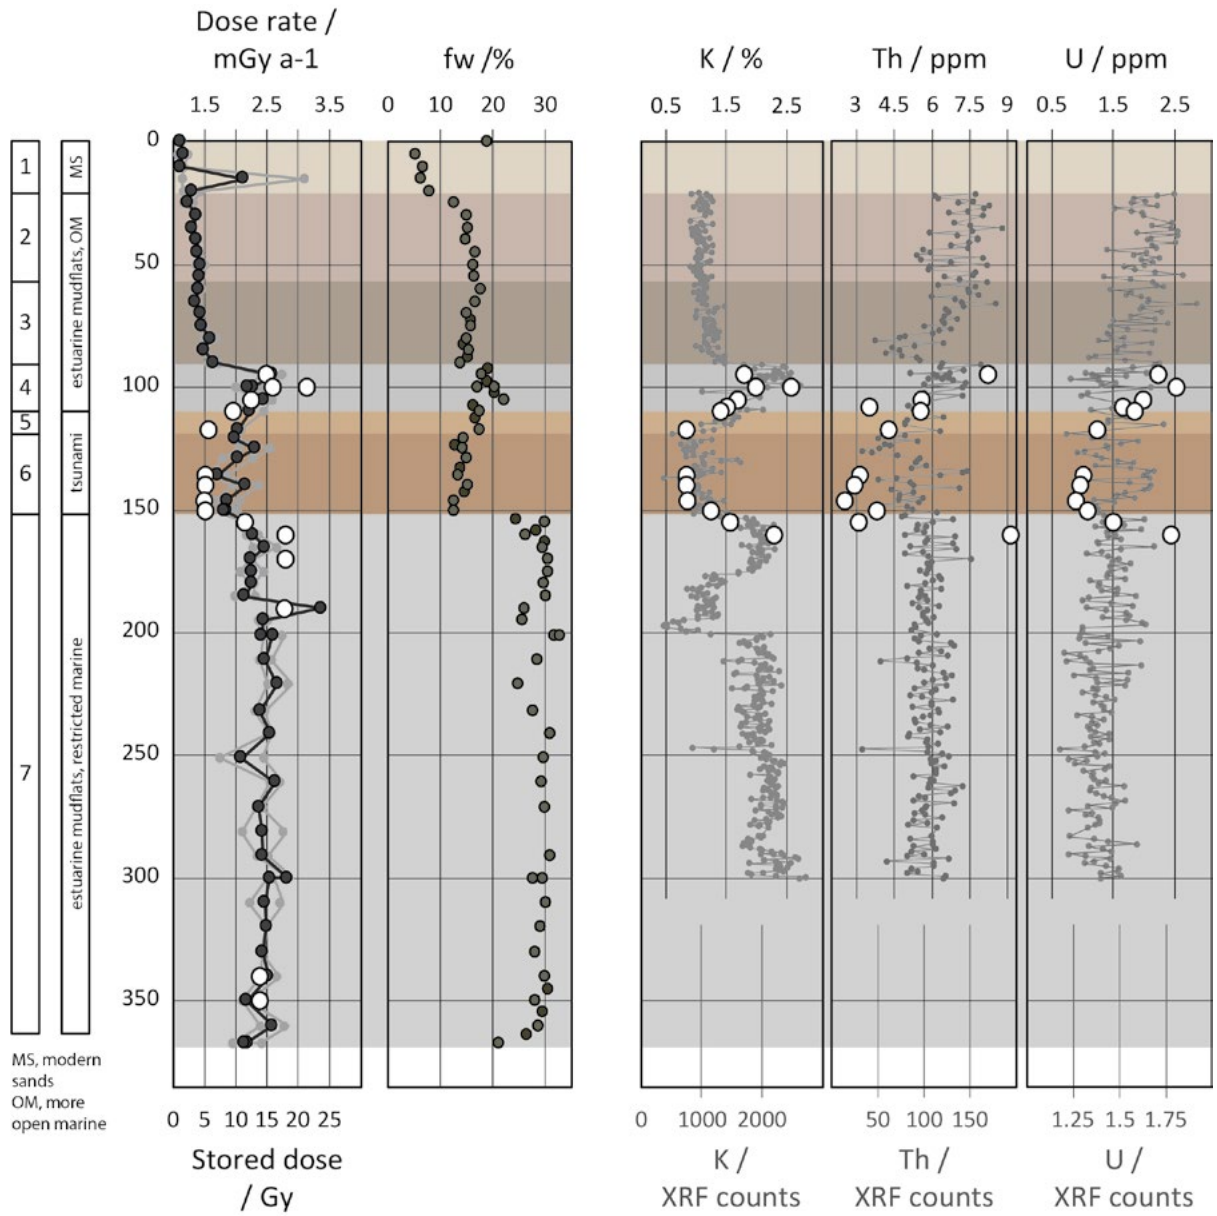 Dose rate /
mGy a-1
fw /%
K / %
Th / ppm
U / ppm
1.5 2.5 3.5
0 10 20 30
0.5 1.5 2.5
3 4.5 6 7.5 9
0.5 1.5 2.5
0
50
100
150
200
250
300
350
1
2
3
4
5
6
7
MS
estuarine mudflats, OM
tsunami
estuarine mudflats, restricted marine
MS, modern
sands
OM, more
open marine
0 5 10 15 20 25
0 1000 2000
50 100 150
1.25 1.5 1.75
Stored dose
/ Gy
K /
XRF counts
Th /
XRF counts
U /
XRF counts